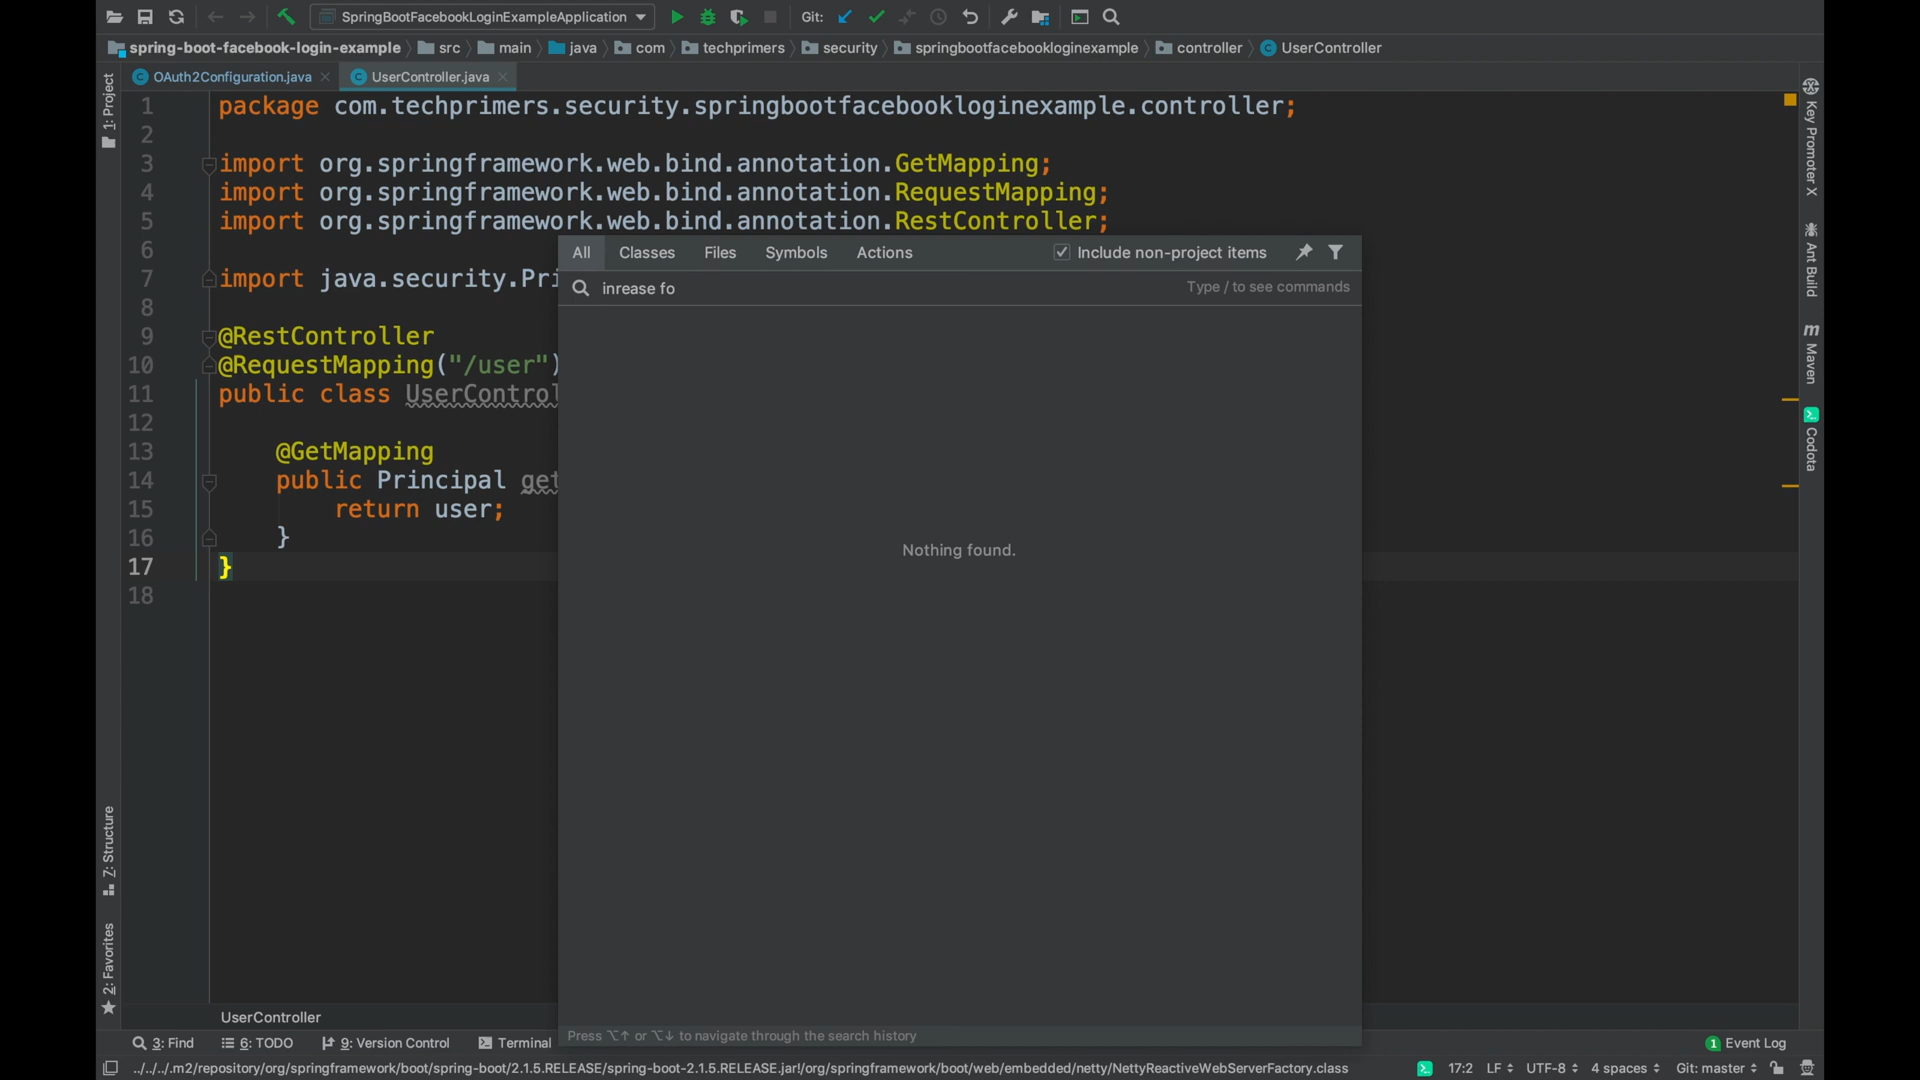 SpringBootFacebookLoginExampleApplication Git:
spring-boot-facebook-login-example src main java com techprimers security springbootfacebookloginexample controller UserController
OAuth2Configuration.java UserController.java
1: Project
1 package com.techprimers.security.springbootfacebookloginexample.controller;
2
3 import org.springframework.web.bind.annotation.GetMapping;
4 import org.springframework.web.bind.annotation.RequestMapping;
5 import org.springframework.web.bind.annotation.RestController;
6
7 import java.security.Pri
8
9 @RestController
10 @RequestMapping("/user")
11 public class UserControl
12
13 @GetMapping
14 public Principal get
15 return user;
16 }
17 }
18
All Classes Files Symbols Actions Include non-project items
inrease fo Type / to see commands
Nothing found.
Press ⌥↑ or ⌥↓ to navigate through the search history
Key Promoter X
Ant Build
m Maven
Codota
Z: Structure
2: Favorites
UserController
3: Find 6: TODO 9: Version Control Terminal 1 Event Log
../../../.m2/repository/org/springframework/boot/spring-boot/2.1.5.RELEASE/spring-boot-2.1.5.RELEASE.jar!/org/springframework/boot/web/embedded/netty/NettyReactiveWebServerFactory.class 17:2 LF UTF-8 4 spaces Git: master